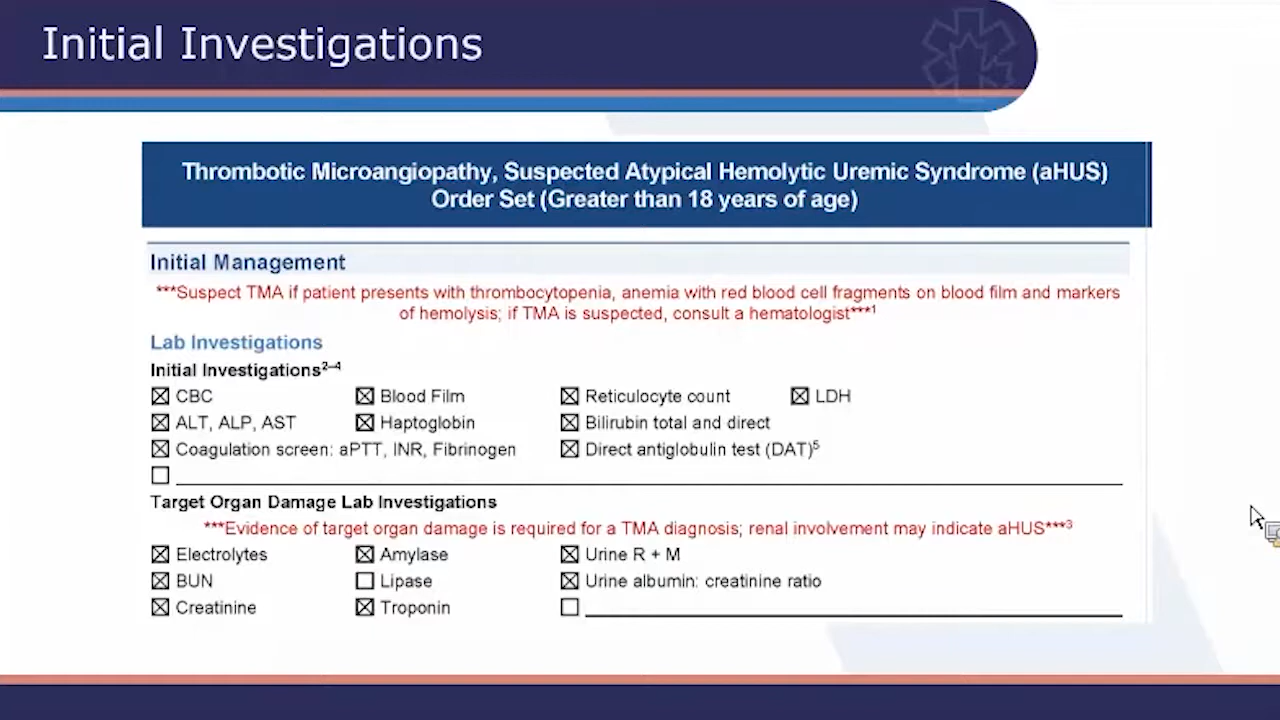 Initial Investigations
Thrombotic Microangiopathy, Suspected Atypical Hemolytic Uremic Syndrome (aHUS)
Order Set (Greater than 18 years of age)
Initial Management
***Suspect TMA if patient presents with thrombocytopenia, anemia with red blood cell fragments on blood film and markers
of hemolysis; if TMA is suspected, consult a hematologist***1
Lab Investigations
Initial Investigations2–4
☒ CBC ☒ Blood Film ☒ Reticulocyte count ☒ LDH
☒ ALT, ALP, AST ☒ Haptoglobin ☒ Bilirubin total and direct
☒ Coagulation screen: aPTT, INR, Fibrinogen ☒ Direct antiglobulin test (DAT)5
Target Organ Damage Lab Investigations
***Evidence of target organ damage is required for a TMA diagnosis; renal involvement may indicate aHUS***3
☒ Electrolytes ☒ Amylase ☒ Urine R + M
☒ BUN ☐ Lipase ☒ Urine albumin: creatinine ratio
☒ Creatinine ☒ Troponin ☐